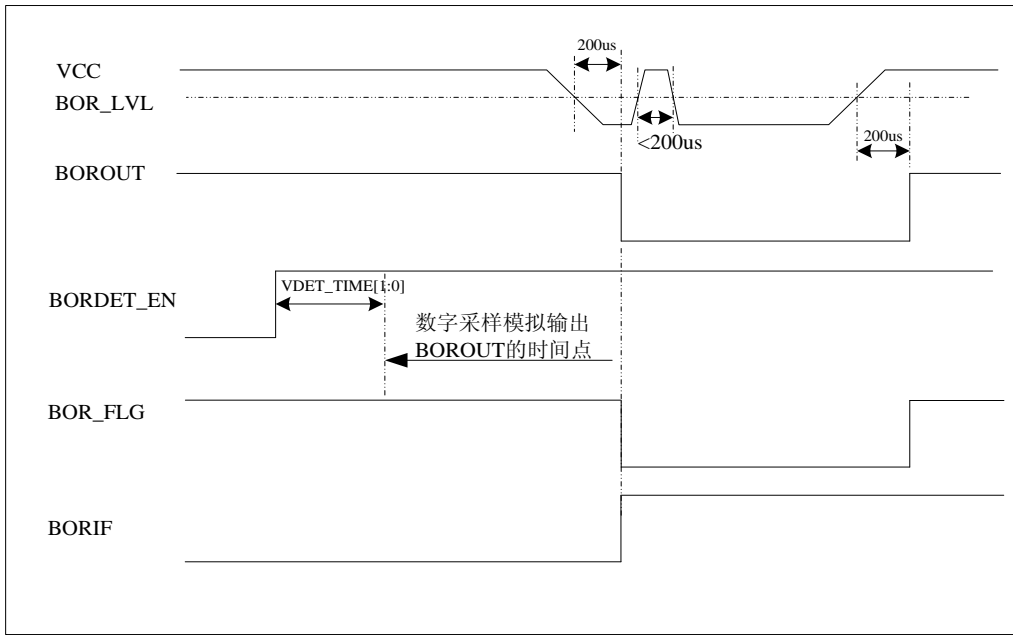 200us
VCC
BOR_LVL
<200us
200us
BOROUT
VDET_TIME[1:0]
BORDET_EN
数字采样模拟输出
BOROUT的时间点
BOR_FLG
BORIF